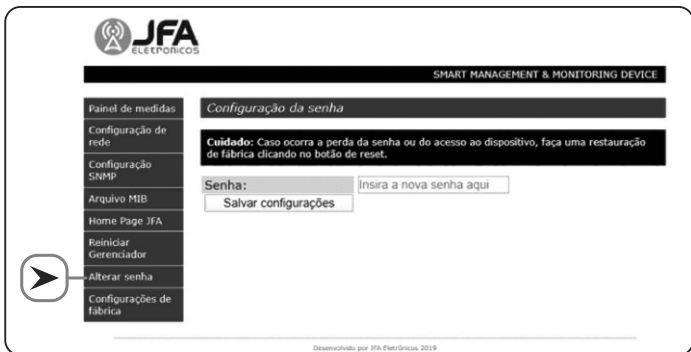 JFA
ELETRONICOS
SMART MANAGEMENT & MONITORING DEVICE
Painel de medidas
Configuração de
rede
Configuração
SNMP
Arquivo MIB
Home Page JFA
Reiniciar
Gerenciador
Alterar senha
Configurações de
fábrica
Configuração da senha
Cuidado: Caso ocorra a perda da senha ou do acesso ao dispositivo, faça uma restauração
de fábrica clicando no botão de reset.
Senha:
Insira a nova senha aqui
Salvar configurações
Desenvolvido por JFA Eletrônicos 2019